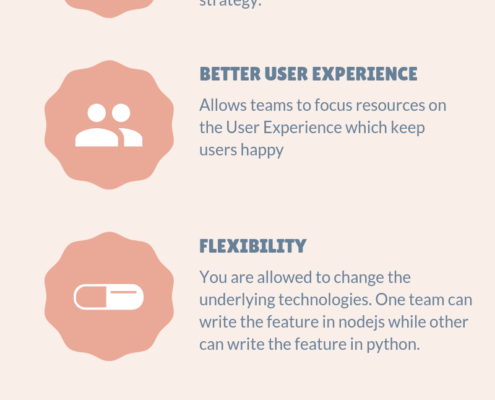 strategy.
BETTER USER EXPERIENCE
Allows teams to focus resources on
the User Experience which keep
users happy
FLEXIBILITY
You are allowed to change the
underlying technologies. One team can
write the feature in nodejs while other
can write the feature in python.